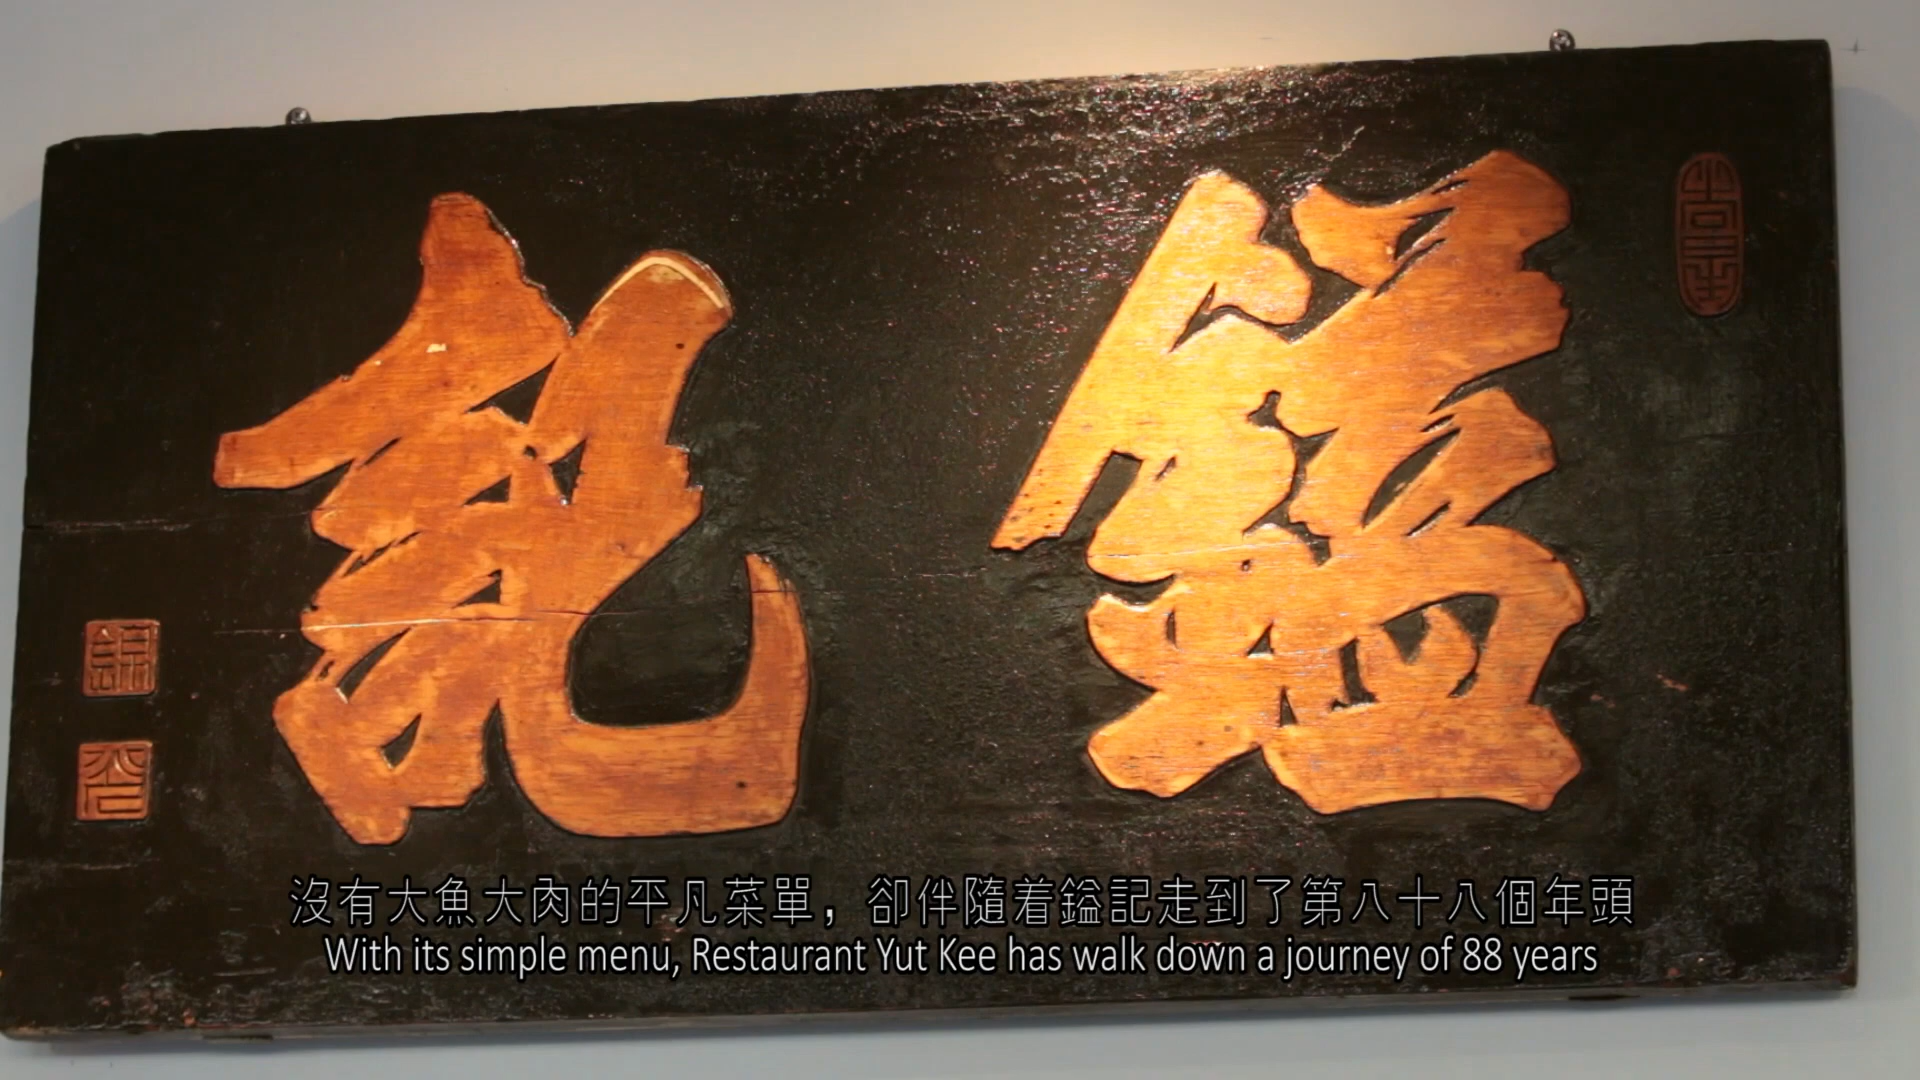 鎰記
沒有大魚大肉的平凡菜單，卻伴隨着鎰記走到了第八十八個年頭
With its simple menu, Restaurant Yut Kee has walk down a journey of 88 years